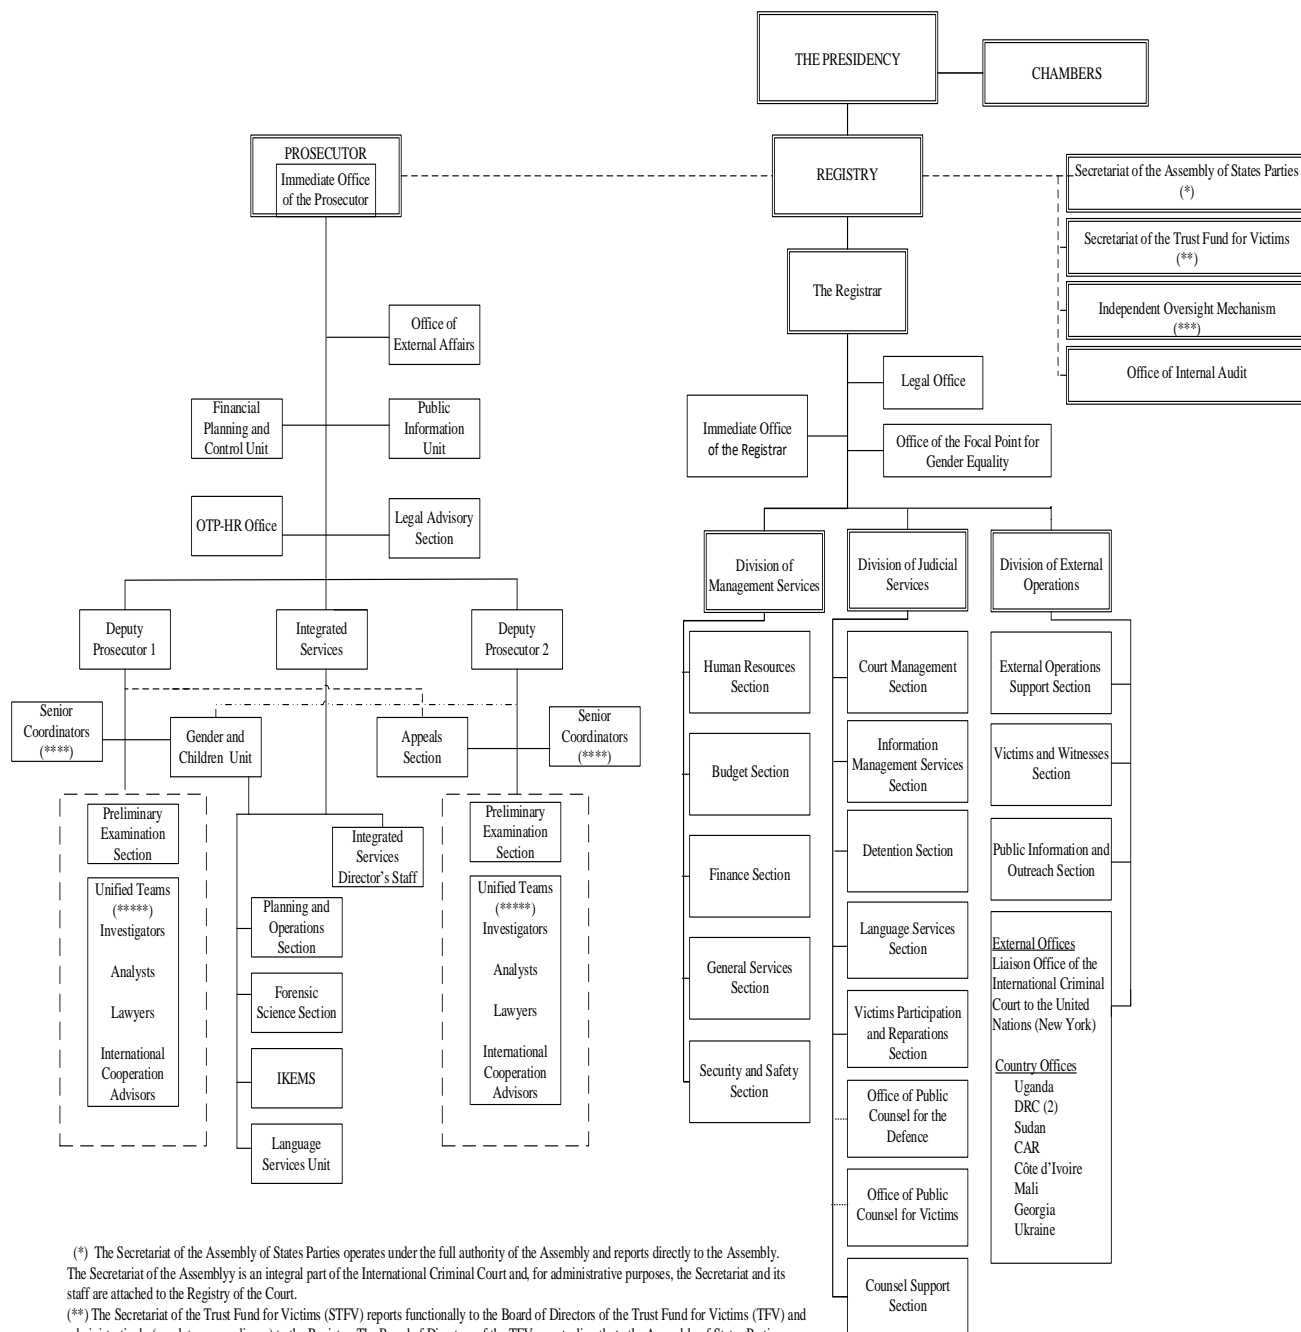 THE PRESIDENCY
CHAMBERS
PROSECUTOR
Immediate Office
of the Prosecutor
REGISTRY
Secretariat of the Assembly of States Parties
(*)
Secretariat of the Trust Fund for Victims
(**)
Independent Oversight Mechanism
(***)
Office of Internal Audit
The Registrar
Office of
External Affairs
Financial
Planning and
Control Unit
Public
Information
Unit
OTP-HR Office
Legal Advisory
Section
Legal Office
Immediate Office
of the Registrar
Office of the Focal Point for
Gender Equality
Deputy
Prosecutor 1
Integrated
Services
Deputy
Prosecutor 2
Senior
Coordinators
(****)
Gender and
Children Unit
Appeals
Section
Senior
Coordinators
(****)
Preliminary
Examination
Section
Unified Teams
(*****)
Investigators
Analysts
Lawyers
International
Cooperation
Advisors
Integrated
Services
Director's Staff
Planning and
Operations
Section
Forensic
Science Section
IKEMS
Language
Services Unit
Preliminary
Examination
Section
Unified Teams
(*****)
Investigators
Analysts
Lawyers
International
Cooperation
Advisors
Division of
Management Services
Human Resources
Section
Budget Section
Finance Section
General Services
Section
Security and Safety
Section
Division of Judicial
Services
Court Management
Section
Information
Management Services
Section
Detention Section
Language Services
Section
Victims Participation
and Reparations
Section
Office of Public
Counsel for the
Defence
Office of Public
Counsel for Victims
Counsel Support
Section
Division of External
Operations
External Operations
Support Section
Victims and Witnesses
Section
Public Information and
Outreach Section
External Offices
Liaison Office of the
International Criminal
Court to the United
Nations (New York)
Country Offices
Uganda
DRC (2)
Sudan
CAR
Côte d'Ivoire
Mali
Georgia
Ukraine
(*) The Secretariat of the Assembly of States Parties operates under the full authority of the Assembly and reports directly to the Assembly.
The Secretariat of the Assemblyy is an integral part of the International Criminal Court and, for administrative purposes, the Secretariat and its
staff are attached to the Registry of the Court.
(**) The Secretariat of the Trust Fund for Victims (STFV) reports functionally to the Board of Directors of the Trust Fund for Victims (TFV) and